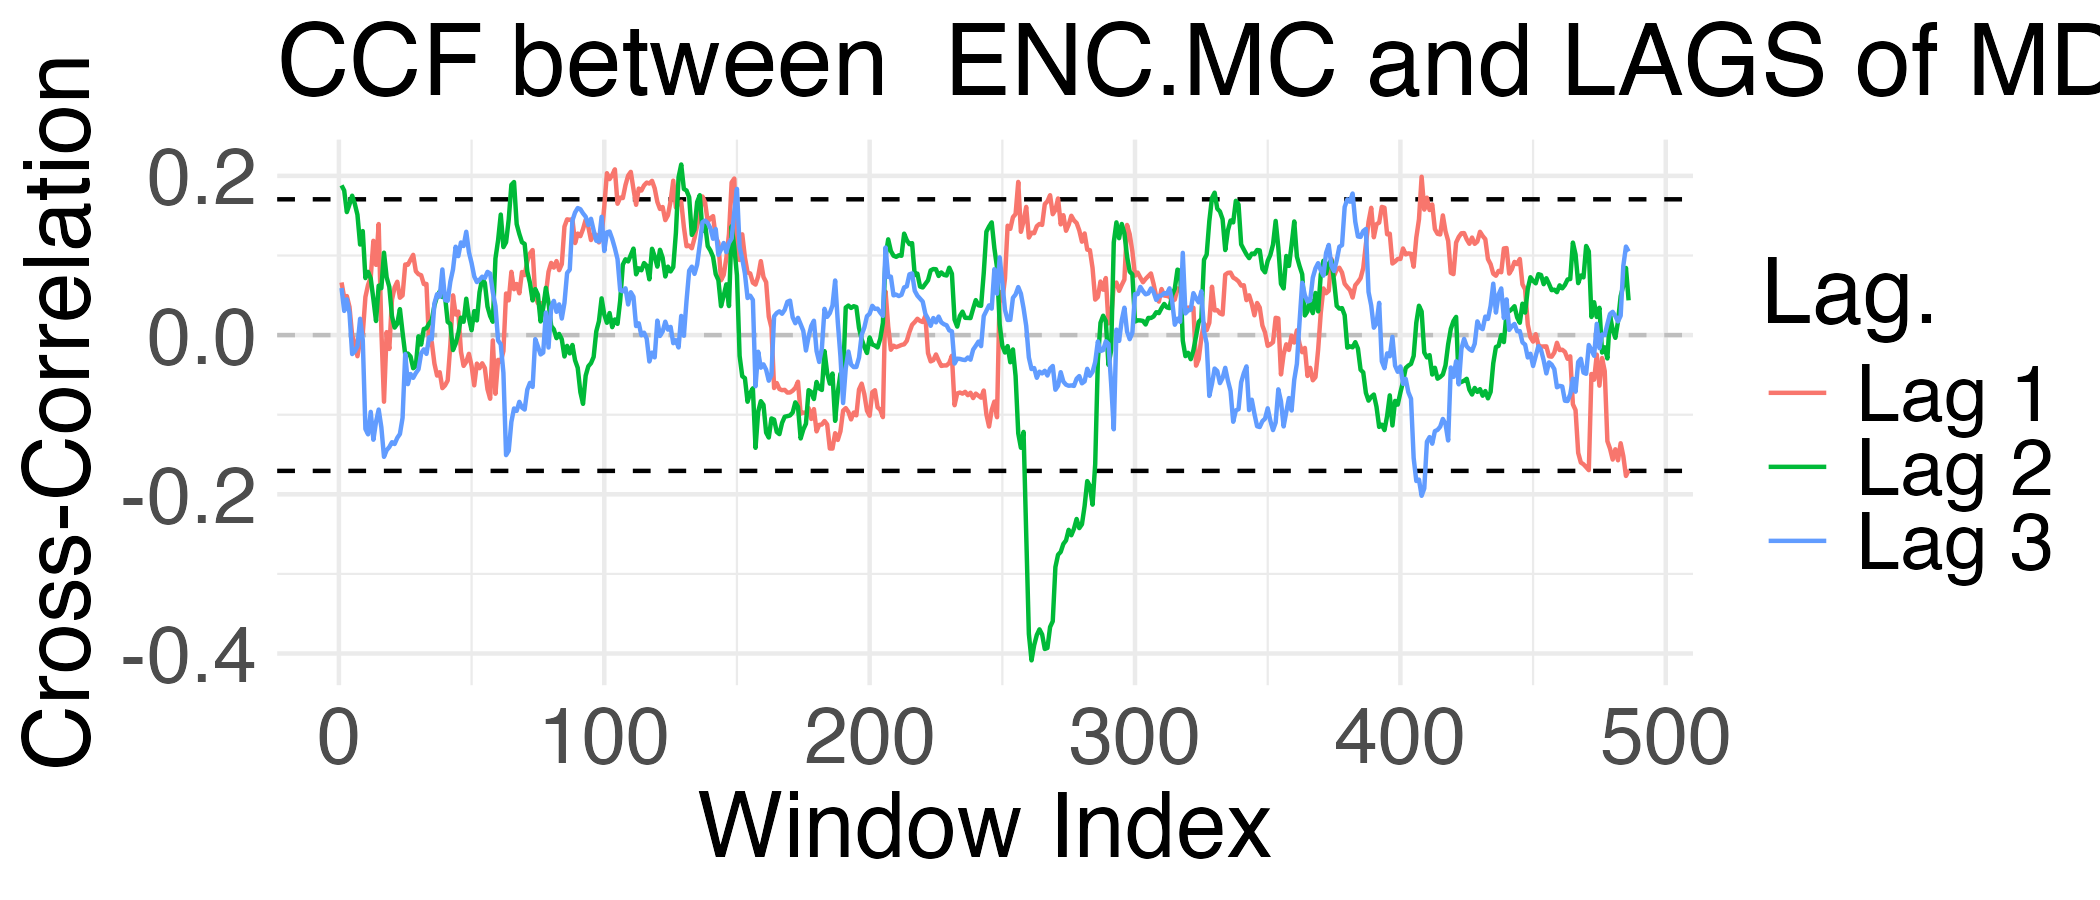 CCF between  ENC.MC and LAGS of MD
Cross-Correlation
0.2
0.0
-0.2
-0.4
0
100
200
300
400
500
Window Index
Lag.
Lag 1
Lag 2
Lag 3